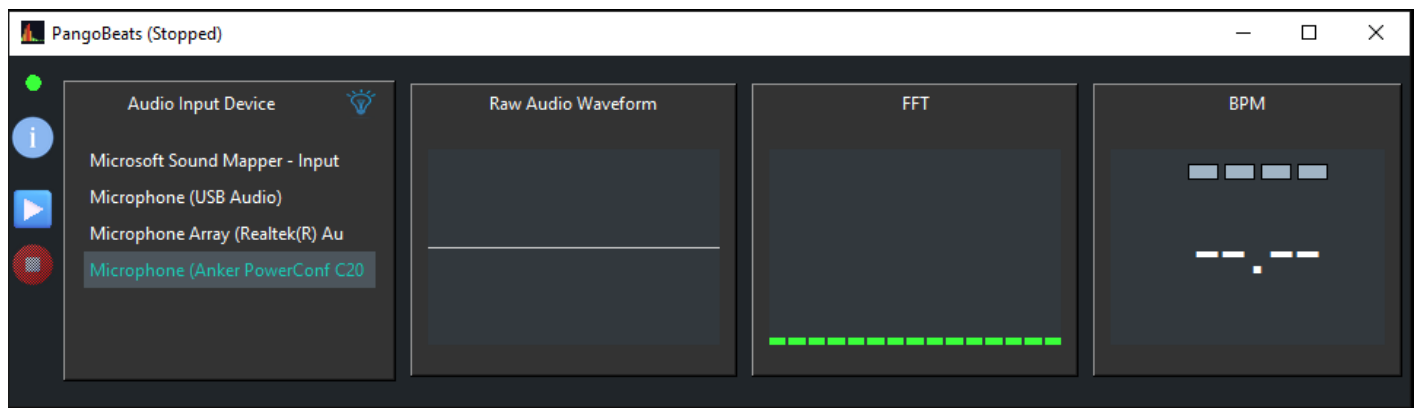 PangoBeats (Stopped)
Audio Input Device
Microsoft Sound Mapper - Input
Microphone (USB Audio)
Microphone Array (Realtek(R) Au
Microphone (Anker PowerConf C20
Raw Audio Waveform
FFT
BPM
--.--